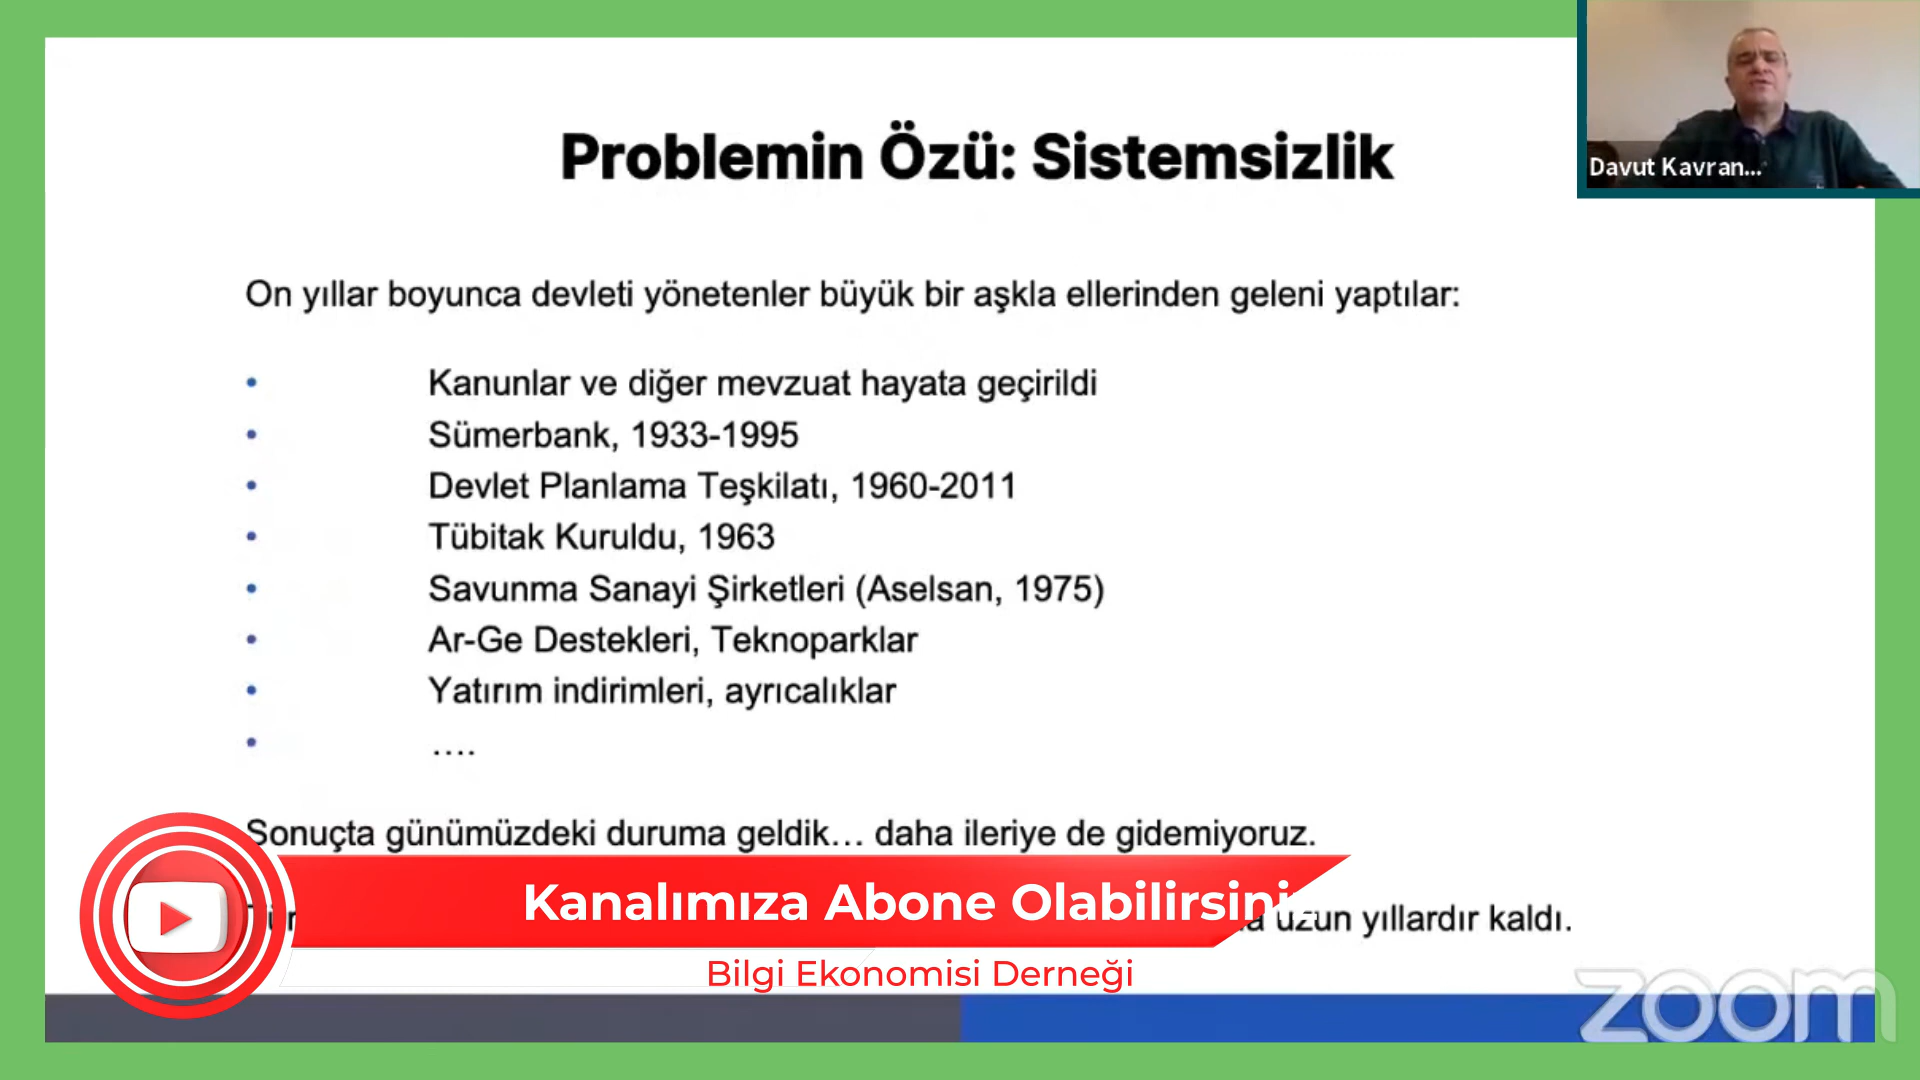 Problemin Özü: Sistemsizlik
Davut Kavran...
On yıllar boyunca devleti yönetenler büyük bir aşkla ellerinden geleni yaptılar:
• Kanunlar ve diğer mevzuat hayata geçirildi
• Sümerbank, 1933-1995
• Devlet Planlama Teşkilatı, 1960-2011
• Tübitak Kuruldu, 1963
• Savunma Sanayi Şirketleri (Aselsan, 1975)
• Ar-Ge Destekleri, Teknoparklar
• Yatırım indirimleri, ayrıcalıklar
• ....
Sonuçta günümüzdeki duruma geldik... daha ileriye de gidemiyoruz.
Kanalımıza Abone Olabilirsiniz
uzun yıllardır kaldı.
Bilgi Ekonomisi Derneği
zoom